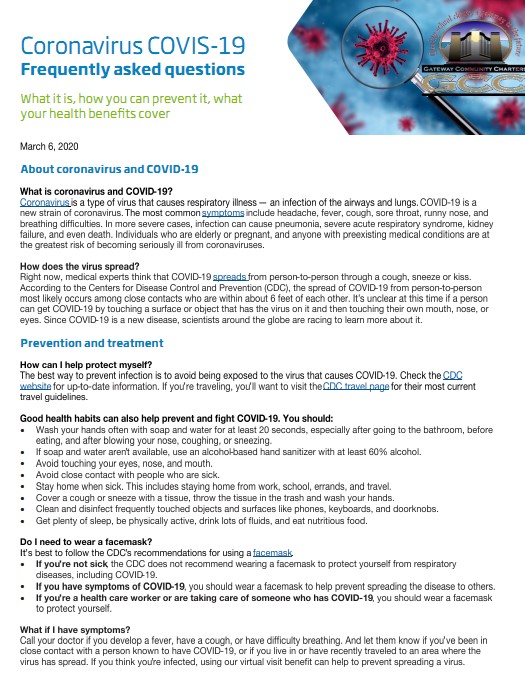 Coronavirus COVIS-19
Frequently asked questions
What it is, how you can prevent it, what
your health benefits cover
GATEWAY COMMUNITY CHARTERS
GCC
March 6, 2020
About coronavirus and COVID-19
What is coronavirus and COVID-19?
Coronavirus is a type of virus that causes respiratory illness — an infection of the airways and lungs. COVID-19 is a
new strain of coronavirus. The most common symptoms include headache, fever, cough, sore throat, runny nose, and
breathing difficulties. In more severe cases, infection can cause pneumonia, severe acute respiratory syndrome, kidney
failure, and even death. Individuals who are elderly or pregnant, and anyone with preexisting medical conditions are at
the greatest risk of becoming seriously ill from coronaviruses.
How does the virus spread?
Right now, medical experts think that COVID-19 spreads from person-to-person through a cough, sneeze or kiss.
According to the Centers for Disease Control and Prevention (CDC), the spread of COVID-19 from person-to-person
most likely occurs among close contacts who are within about 6 feet of each other. It's unclear at this time if a person
can get COVID-19 by touching a surface or object that has the virus on it and then touching their own mouth, nose, or
eyes. Since COVID-19 is a new disease, scientists around the globe are racing to learn more about it.
Prevention and treatment
How can I help protect myself?
The best way to prevent infection is to avoid being exposed to the virus that causes COVID-19. Check the CDC
website for up-to-date information. If you're traveling, you'll want to visit the CDC travel page for their most current
travel guidelines.
Good health habits can also help prevent and fight COVID-19. You should:
• Wash your hands often with soap and water for at least 20 seconds, especially after going to the bathroom, before
eating, and after blowing your nose, coughing, or sneezing.
• If soap and water aren't available, use an alcohol-based hand sanitizer with at least 60% alcohol.
• Avoid touching your eyes, nose, and mouth.
• Avoid close contact with people who are sick.
• Stay home when sick. This includes staying home from work, school, errands, and travel.
• Cover a cough or sneeze with a tissue, throw the tissue in the trash and wash your hands.
• Clean and disinfect frequently touched objects and surfaces like phones, keyboards, and doorknobs.
• Get plenty of sleep, be physically active, drink lots of fluids, and eat nutritious food.
Do I need to wear a facemask?
It's best to follow the CDC's recommendations for using a facemask.
• If you're not sick, the CDC does not recommend wearing a facemask to protect yourself from respiratory
diseases, including COVID-19.
• If you have symptoms of COVID-19, you should wear a facemask to help prevent spreading the disease to others.
• If you're a health care worker or are taking care of someone who has COVID-19, you should wear a facemask
to protect yourself.
What if I have symptoms?
Call your doctor if you develop a fever, have a cough, or have difficulty breathing. And let them know if you've been in
close contact with a person known to have COVID-19, or if you live in or have recently traveled to an area where the
virus has spread. If you think you're infected, using our virtual visit benefit can help to prevent spreading a virus.